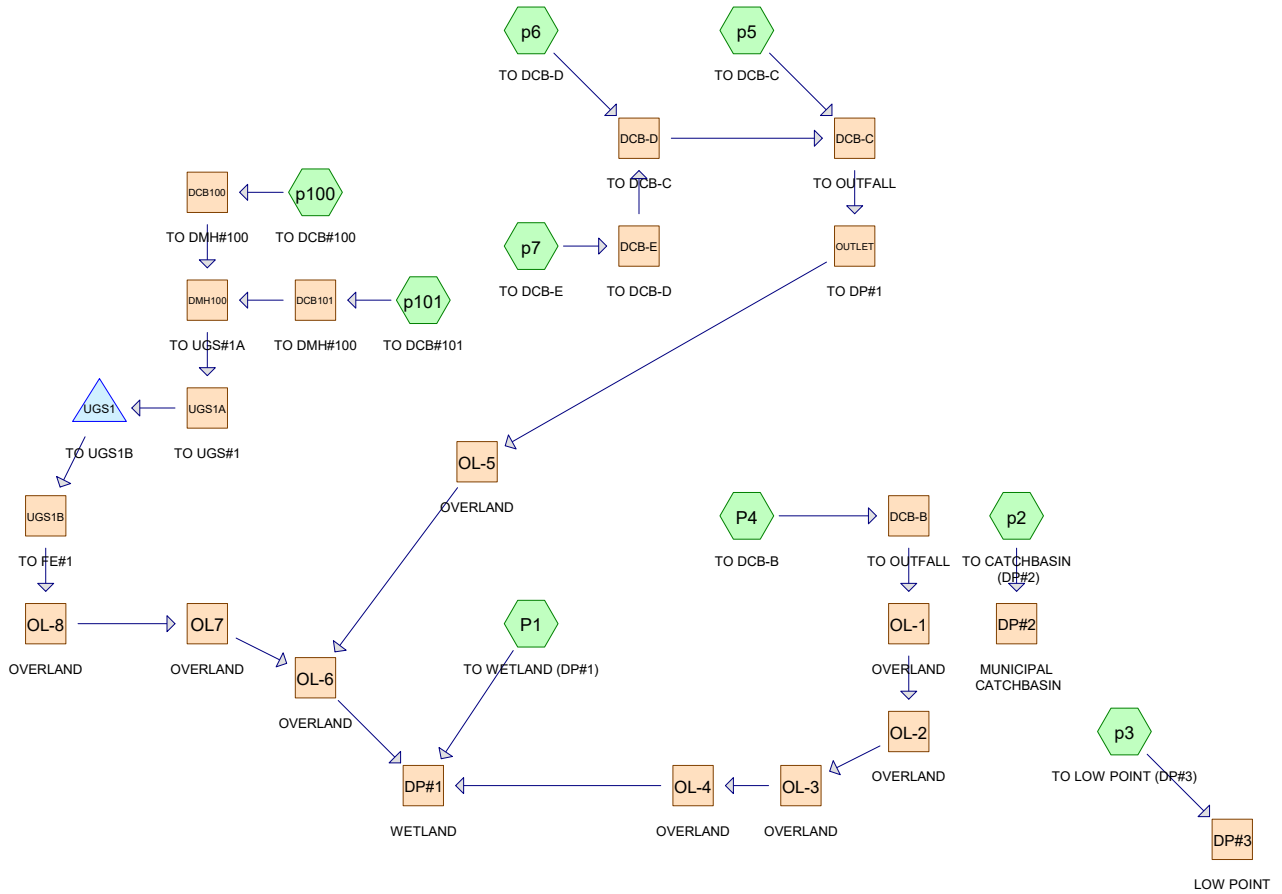 p6
TO DCB-D
p5
TO DCB-C
DCB-D
TO DCB-C
DCB-C
TO OUTFALL
DCB100
TO DMH#100
p100
TO DCB#100
p7
TO DCB-E
DCB-E
TO DCB-D
OUTLET
TO DP#1
DMH100
TO UGS#1A
DCB101
TO DMH#100
p101
TO DCB#101
UGS1
TO UGS1B
UGS1A
TO UGS#1
OL-5
OVERLAND
UGS1B
TO FE#1
P4
TO DCB-B
DCB-B
TO OUTFALL
p2
TO CATCHBASIN
(DP#2)
OL-8
OVERLAND
OL7
OVERLAND
OL-6
OVERLAND
P1
TO WETLAND (DP#1)
OL-1
OVERLAND
DP#2
MUNICIPAL
CATCHBASIN
OL-2
OVERLAND
p3
TO LOW POINT (DP#3)
DP#1
WETLAND
OL-4
OVERLAND
OL-3
OVERLAND
DP#3
LOW POINT